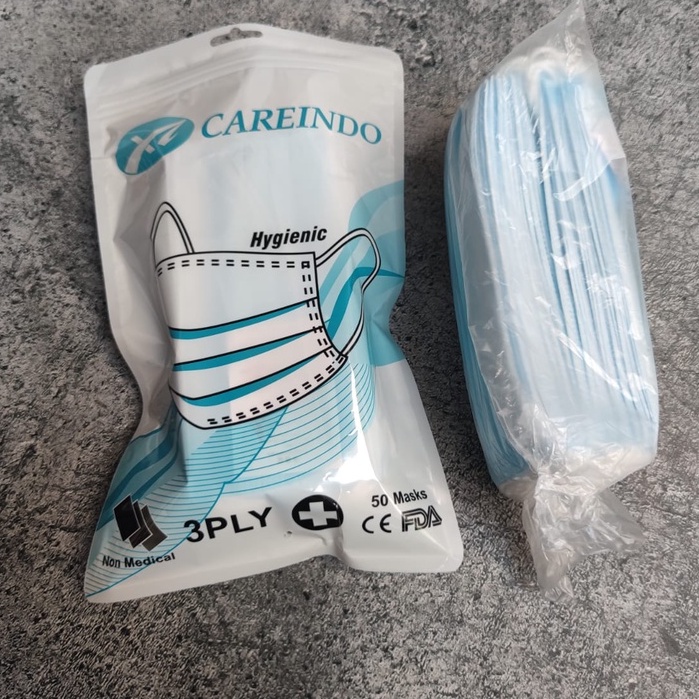 CAREINDO
Hygienic
3PLY
50 Masks
CE FDA
Non Medical